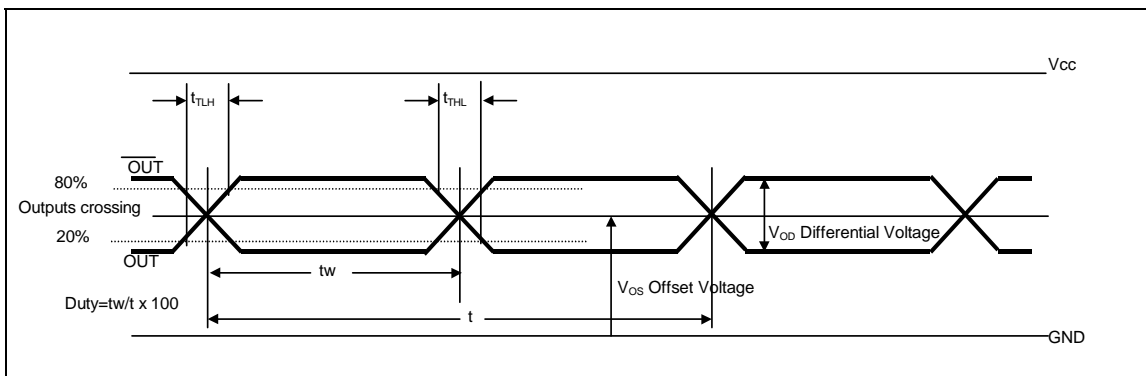 Vcc
tTLH
tTHL
OUT
80%
Outputs crossing
20%
OUT
VOD Differential Voltage
tw
VOS Offset Voltage
Duty=tw/t x 100
t
GND